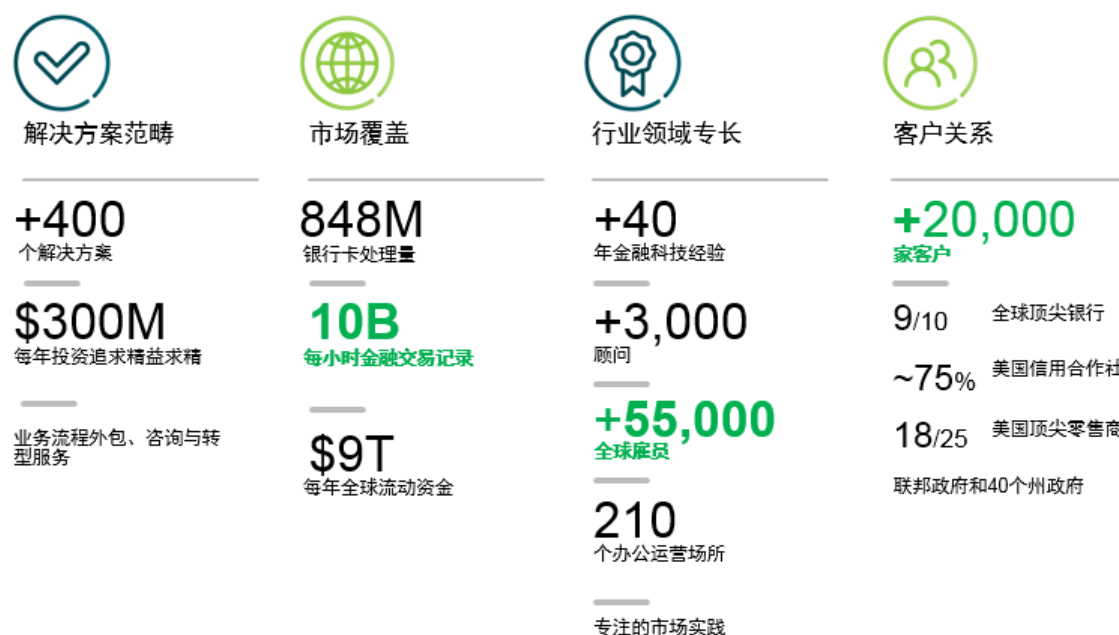 解决方案范畴
+400
个解决方案
$300M
每年投资追求精益求精
业务流程外包、咨询与转
型服务
市场覆盖
848M
银行卡处理量
10B
每小时金融交易记录
$9T
每年全球流动资金
行业领域专长
+40
年金融科技经验
+3,000
顾问
+55,000
全球雇员
210
个办公运营场所
专注的市场实践
客户关系
+20,000
家客户
9/10 全球顶尖银行
~75% 美国信用合作社
18/25 美国顶尖零售商
联邦政府和40个州政府